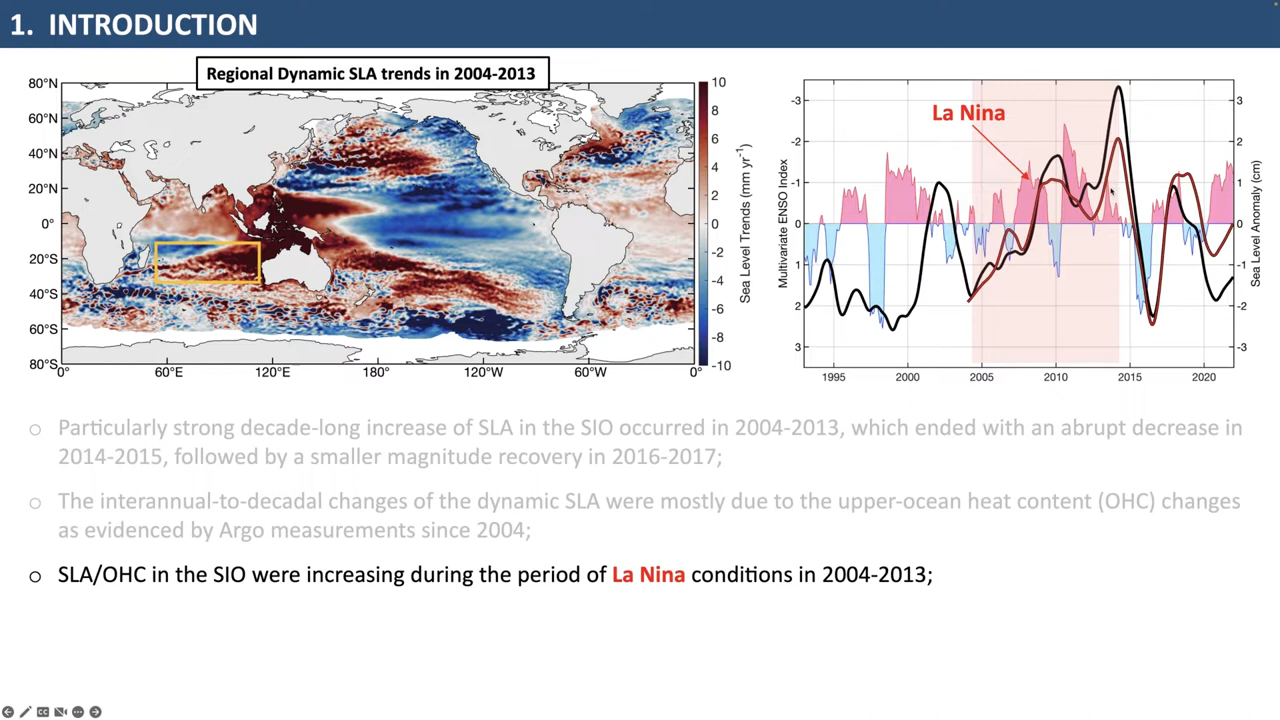 1. INTRODUCTION
Regional Dynamic SLA trends in 2004-2013
80°N
60°N
40°N
20°N
0°
20°S
40°S
60°S
80°S
0°
60°E
120°E
180°
120°W
60°W
0°
10
8
6
4
2
0
-2
-4
-6
-8
-10
Sea Level Trends (mm yr-1)
La Nina
Multivariate ENSO Index
-3
-2
-1
0
1
2
3
3
2
1
0
-1
-2
-3
Sea Level Anomaly (cm)
1995
2000
2005
2010
2015
2020
○ Particularly strong decade-long increase of SLA in the SIO occurred in 2004-2013, which ended with an abrupt decrease in
2014-2015, followed by a smaller magnitude recovery in 2016-2017;
○ The interannual-to-decadal changes of the dynamic SLA were mostly due to the upper-ocean heat content (OHC) changes
as evidenced by Argo measurements since 2004;
○ SLA/OHC in the SIO were increasing during the period of La Nina conditions in 2004-2013;
CC